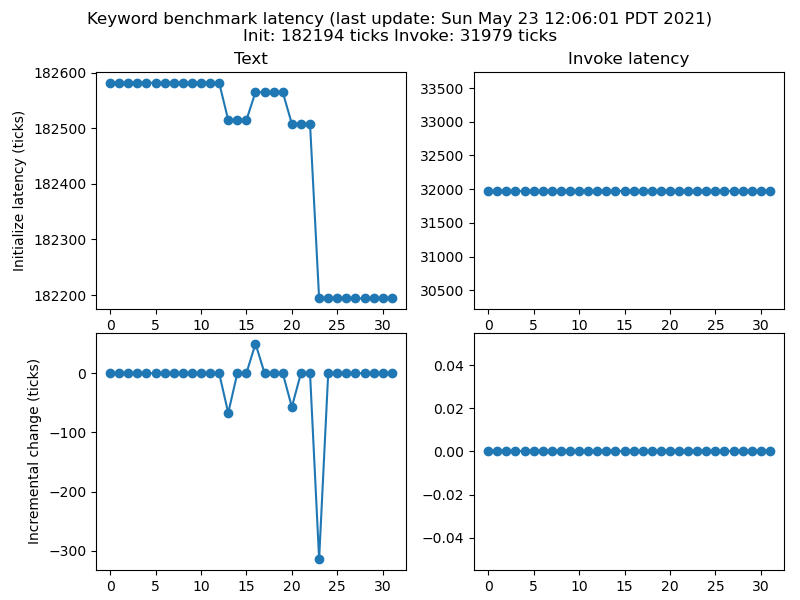 Keyword benchmark latency (last update: Sun May 23 12:06:01 PDT 2021)
Init: 182194 ticks Invoke: 31979 ticks
Text
Invoke latency
Initialize latency (ticks)
182600
182500
182400
182300
182200
0 5 10 15 20 25 30
33500
33000
32500
32000
31500
31000
30500
0 5 10 15 20 25 30
Incremental change (ticks)
0
−100
−200
−300
0 5 10 15 20 25 30
0.04
0.02
0.00
−0.02
−0.04
0 5 10 15 20 25 30